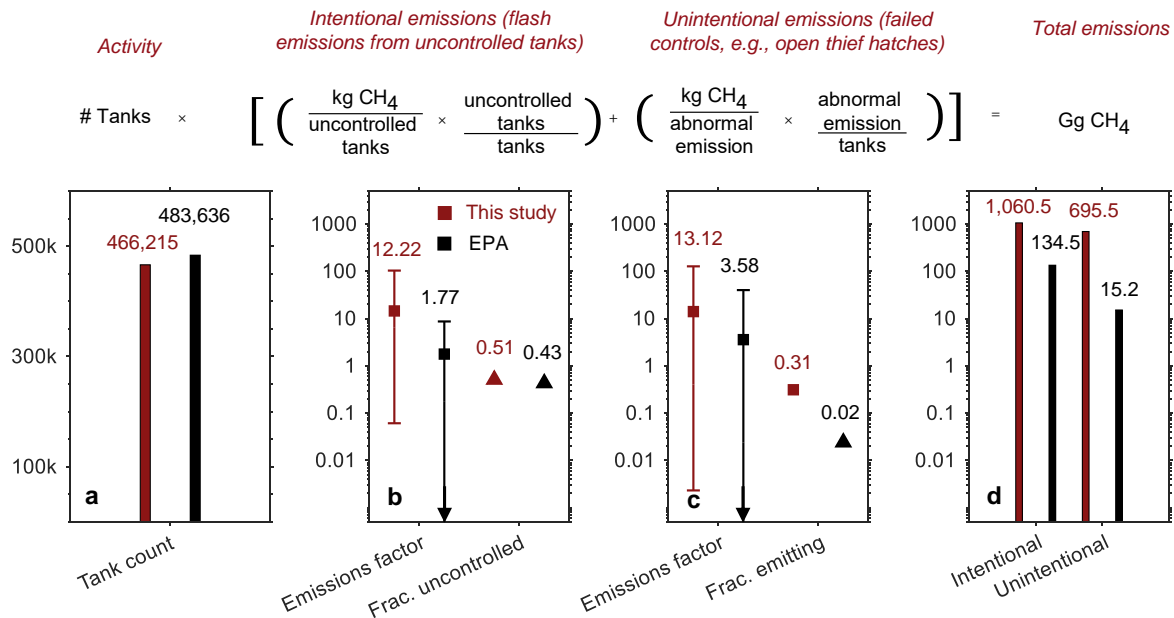 Activity
Intentional emissions (flash
emissions from uncontrolled tanks)
Unintentional emissions (failed
controls, e.g., open thief hatches)
Total emissions
# Tanks × [ ( kg CH4 / uncontrolled tanks × uncontrolled tanks / tanks ) + ( kg CH4 / abnormal emission × abnormal emission / tanks ) ] = Gg CH4
500k
300k
100k
466,215
483,636
a
Tank count
1000
100
10
1
0.1
0.01
This study
EPA
12.22
1.77
0.51
0.43
b
Emissions factor
Frac. uncontrolled
1000
100
10
1
0.1
0.01
13.12
3.58
0.31
0.02
c
Emissions factor
Frac. emitting
1000
100
10
1
0.1
0.01
1,060.5
695.5
134.5
15.2
d
Intentional
Unintentional